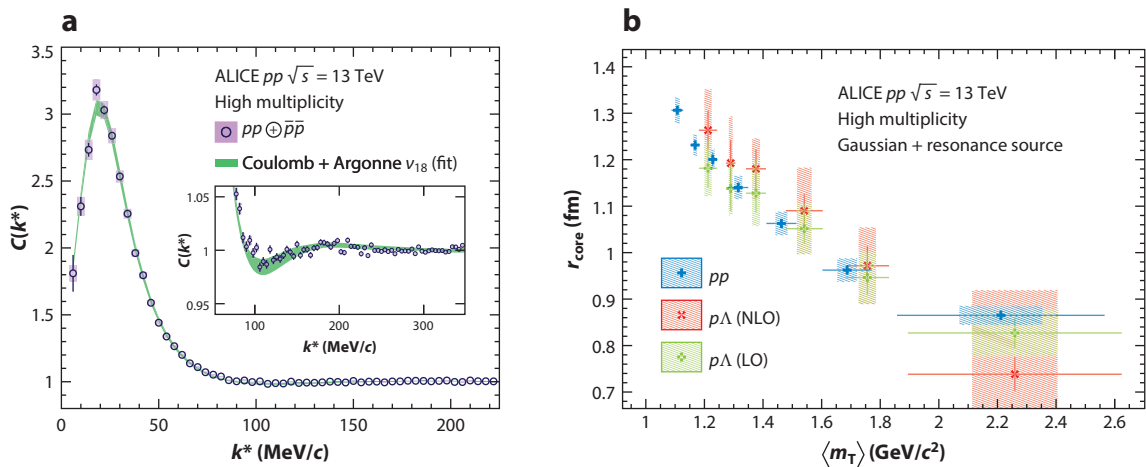 a
C(k*)
3.5
3
2.5
2
1.5
1
0
50
100
150
200
k* (MeV/c)
ALICE pp √s = 13 TeV
High multiplicity
pp ⊕ p̄p̄
Coulomb + Argonne ν₁₈ (fit)
C(k*)
1.05
1.00
0.95
100
200
300
k* (MeV/c)
b
r_core (fm)
1.4
1.3
1.2
1.1
1
0.9
0.8
0.7
1
1.2
1.4
1.6
1.8
2
2.2
2.4
2.6
⟨m_T⟩ (GeV/c²)
ALICE pp √s = 13 TeV
High multiplicity
Gaussian + resonance source
pp
pΛ (NLO)
pΛ (LO)